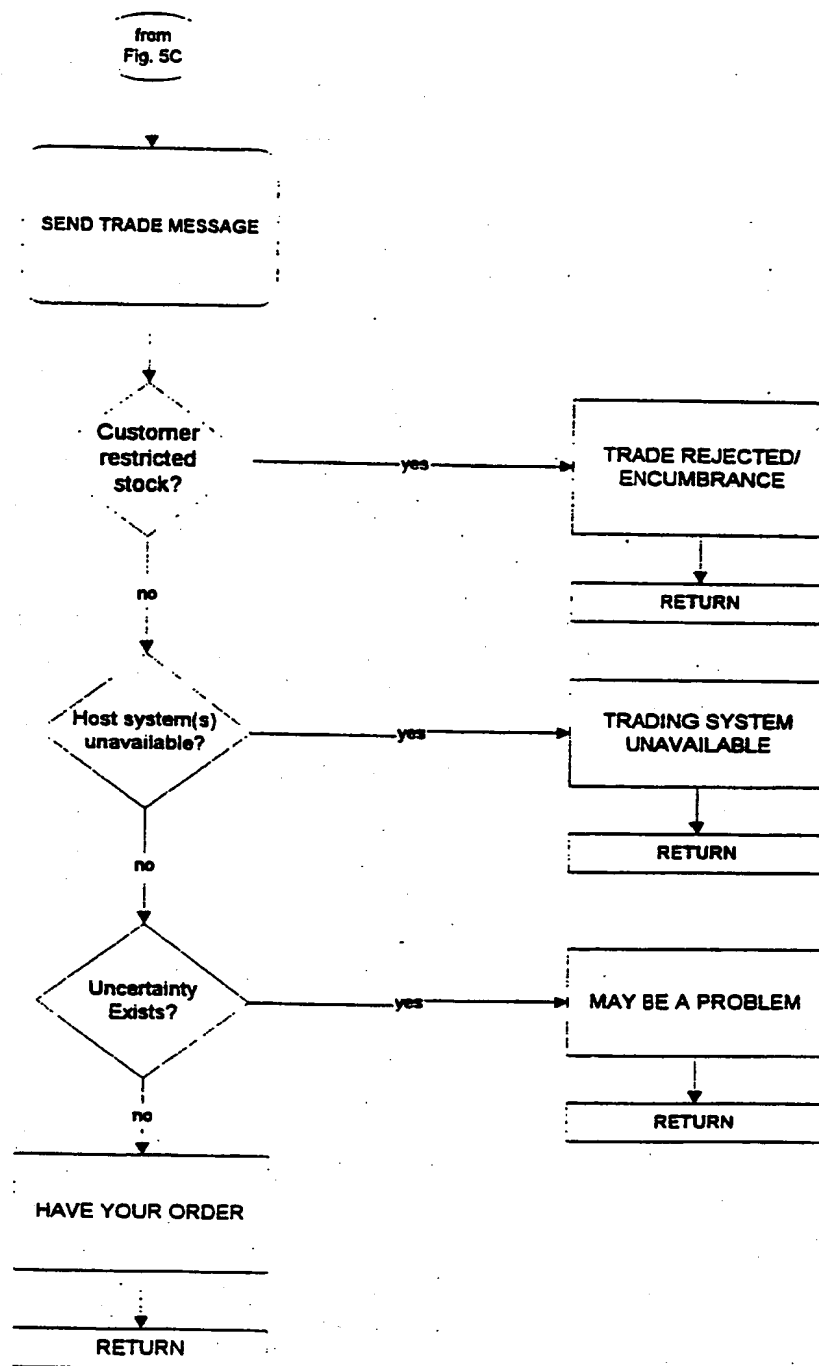 from
Fig. 5C
SEND TRADE MESSAGE
Customer
restricted
stock?
yes
TRADE REJECTED/
ENCUMBRANCE
RETURN
no
Host system(s)
unavailable?
yes
TRADING SYSTEM
UNAVAILABLE
RETURN
no
Uncertainty
Exists?
yes
MAY BE A PROBLEM
RETURN
no
HAVE YOUR ORDER
RETURN